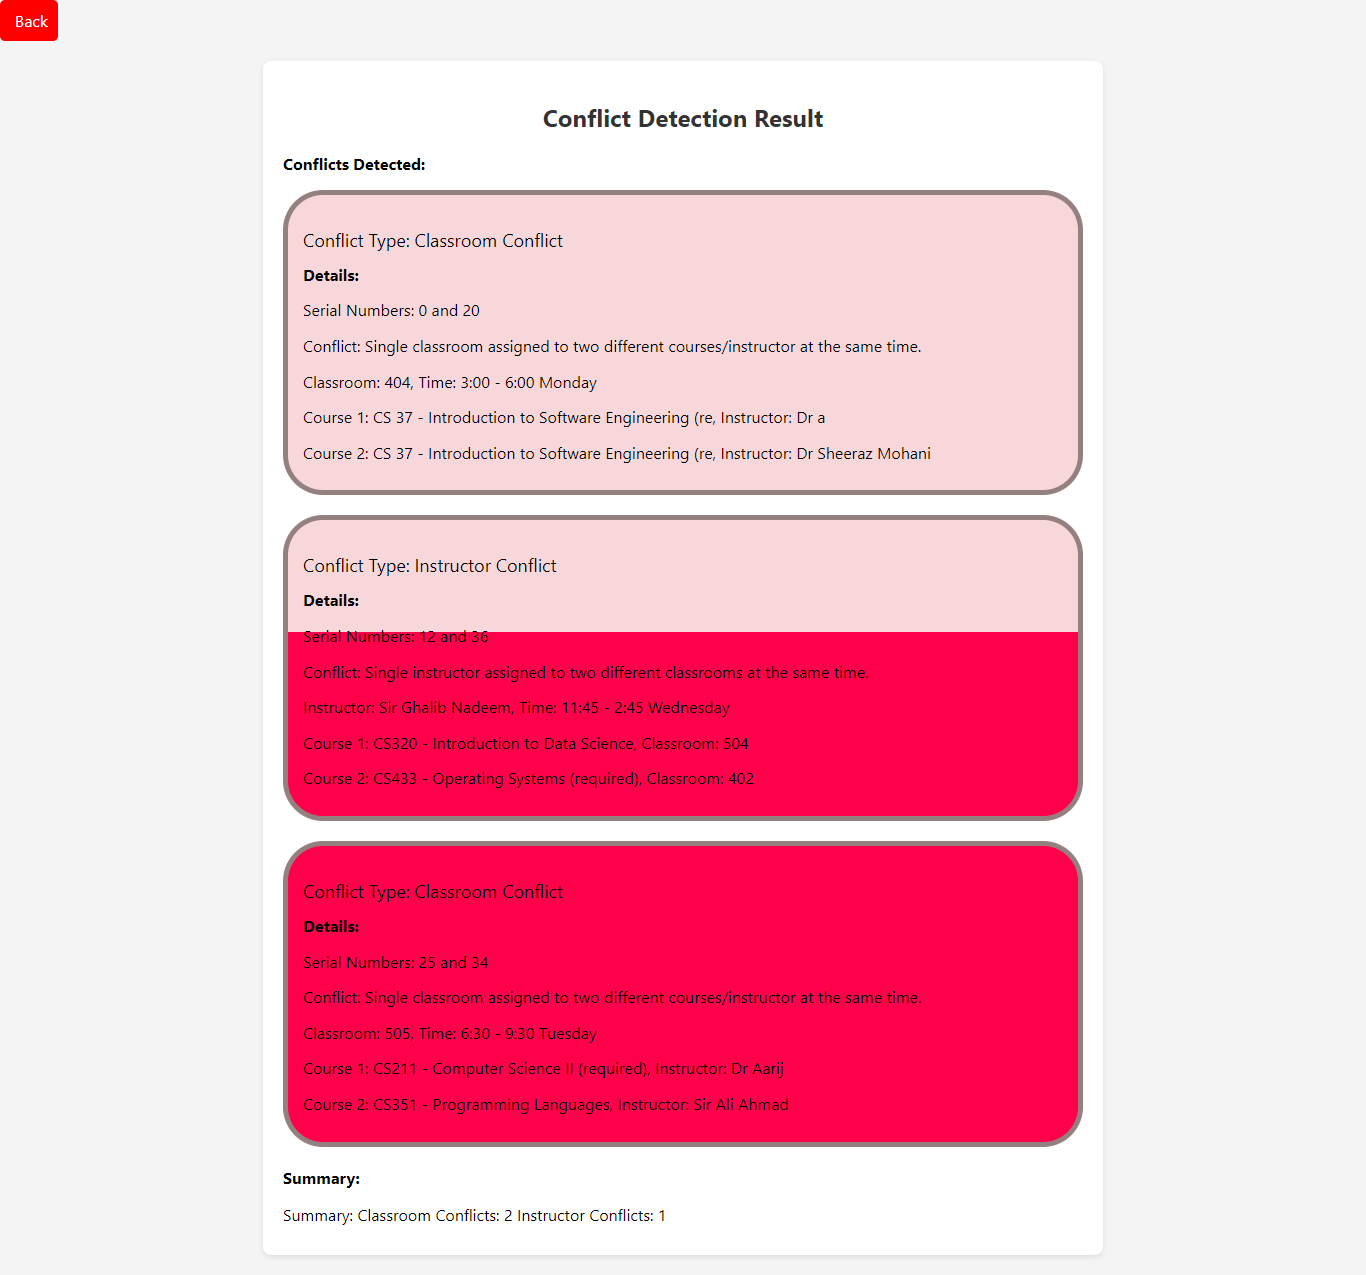 Back
Conflict Detection Result
Conflicts Detected:
Conflict Type: Classroom Conflict
Details:
Serial Numbers: 0 and 20
Conflict: Single classroom assigned to two different courses/instructor at the same time.
Classroom: 404, Time: 3:00 - 6:00 Monday
Course 1: CS 37 - Introduction to Software Engineering (re, Instructor: Dr a
Course 2: CS 37 - Introduction to Software Engineering (re, Instructor: Dr Sheeraz Mohani
Conflict Type: Instructor Conflict
Details:
Serial Numbers: 12 and 36
Conflict: Single instructor assigned to two different classrooms at the same time.
Instructor: Sir Ghalib Nadeem, Time: 11:45 - 2:45 Wednesday
Course 1: CS320 - Introduction to Data Science, Classroom: 504
Course 2: CS433 - Operating Systems (required), Classroom: 402
Conflict Type: Classroom Conflict
Details:
Serial Numbers: 25 and 34
Conflict: Single classroom assigned to two different courses/instructor at the same time.
Classroom: 505, Time: 6:30 - 9:30 Tuesday
Course 1: CS211 - Computer Science II (required), Instructor: Dr Aarij
Course 2: CS351 - Programming Languages, Instructor: Sir Ali Ahmad
Summary:
Summary: Classroom Conflicts: 2 Instructor Conflicts: 1